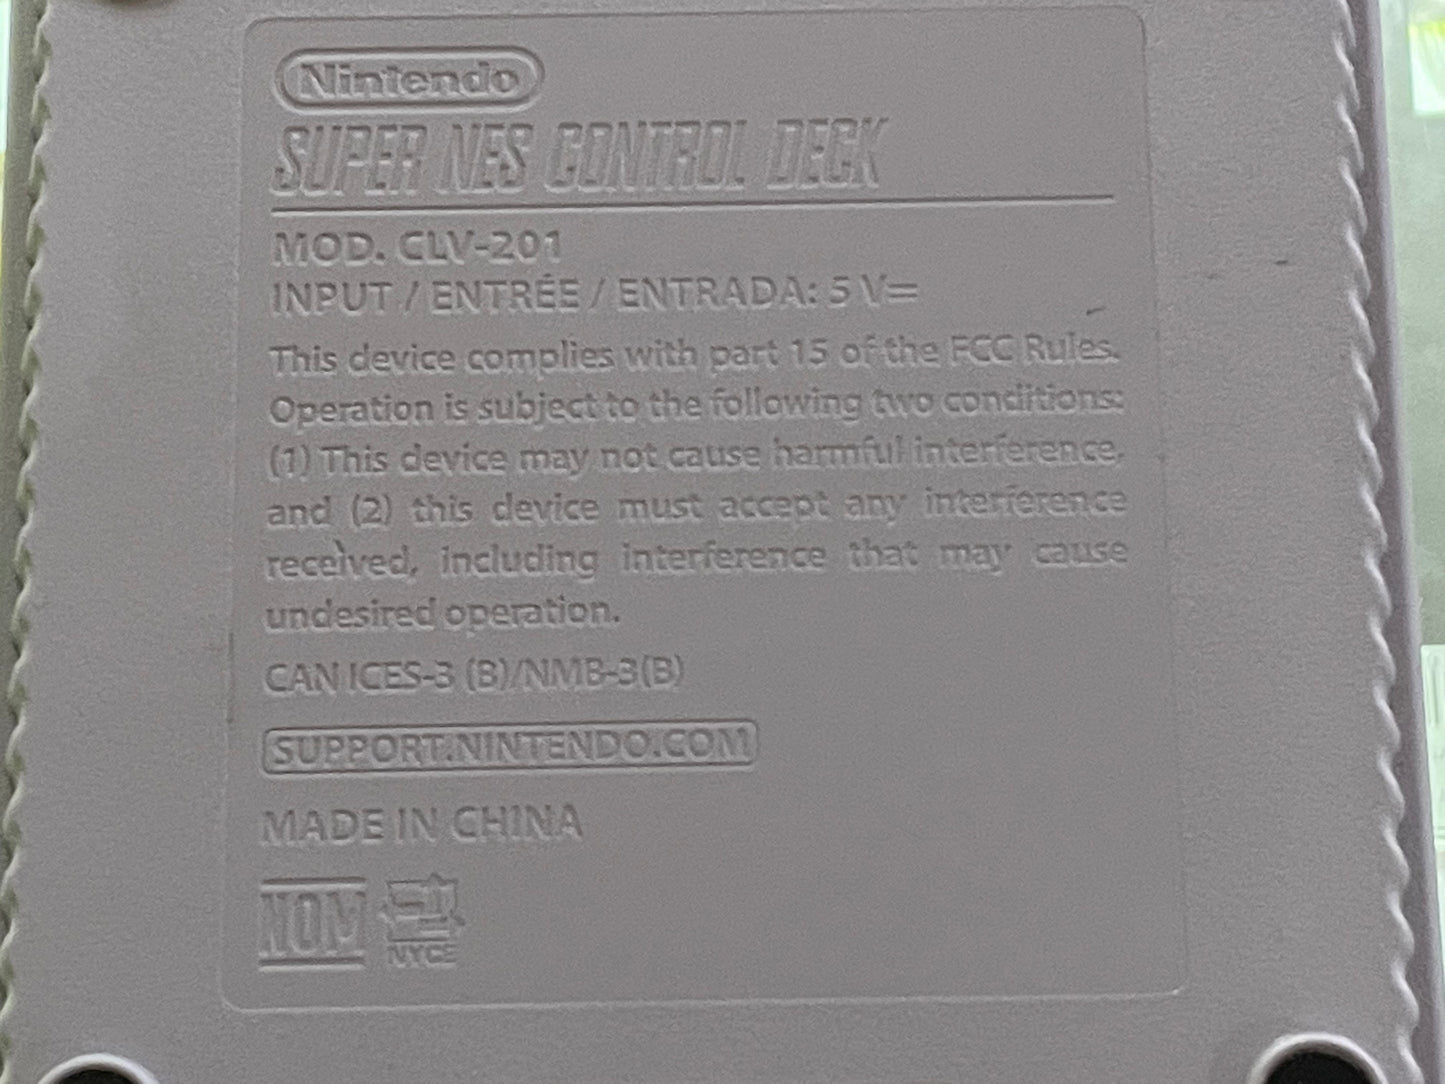 Nintendo
SUPER NES CONTROL DECK
MOD. CLV-201
INPUT / ENTRÉE / ENTRADA: 5 V⎓
This device complies with part 15 of the FCC Rules.
Operation is subject to the following two conditions:
(1) This device may not cause harmful interference,
and (2) this device must accept any interference
received, including interference that may cause
undesired operation.
CAN ICES-3 (B)/NMB-3(B)
SUPPORT.NINTENDO.COM
MADE IN CHINA
NOM
NYCE